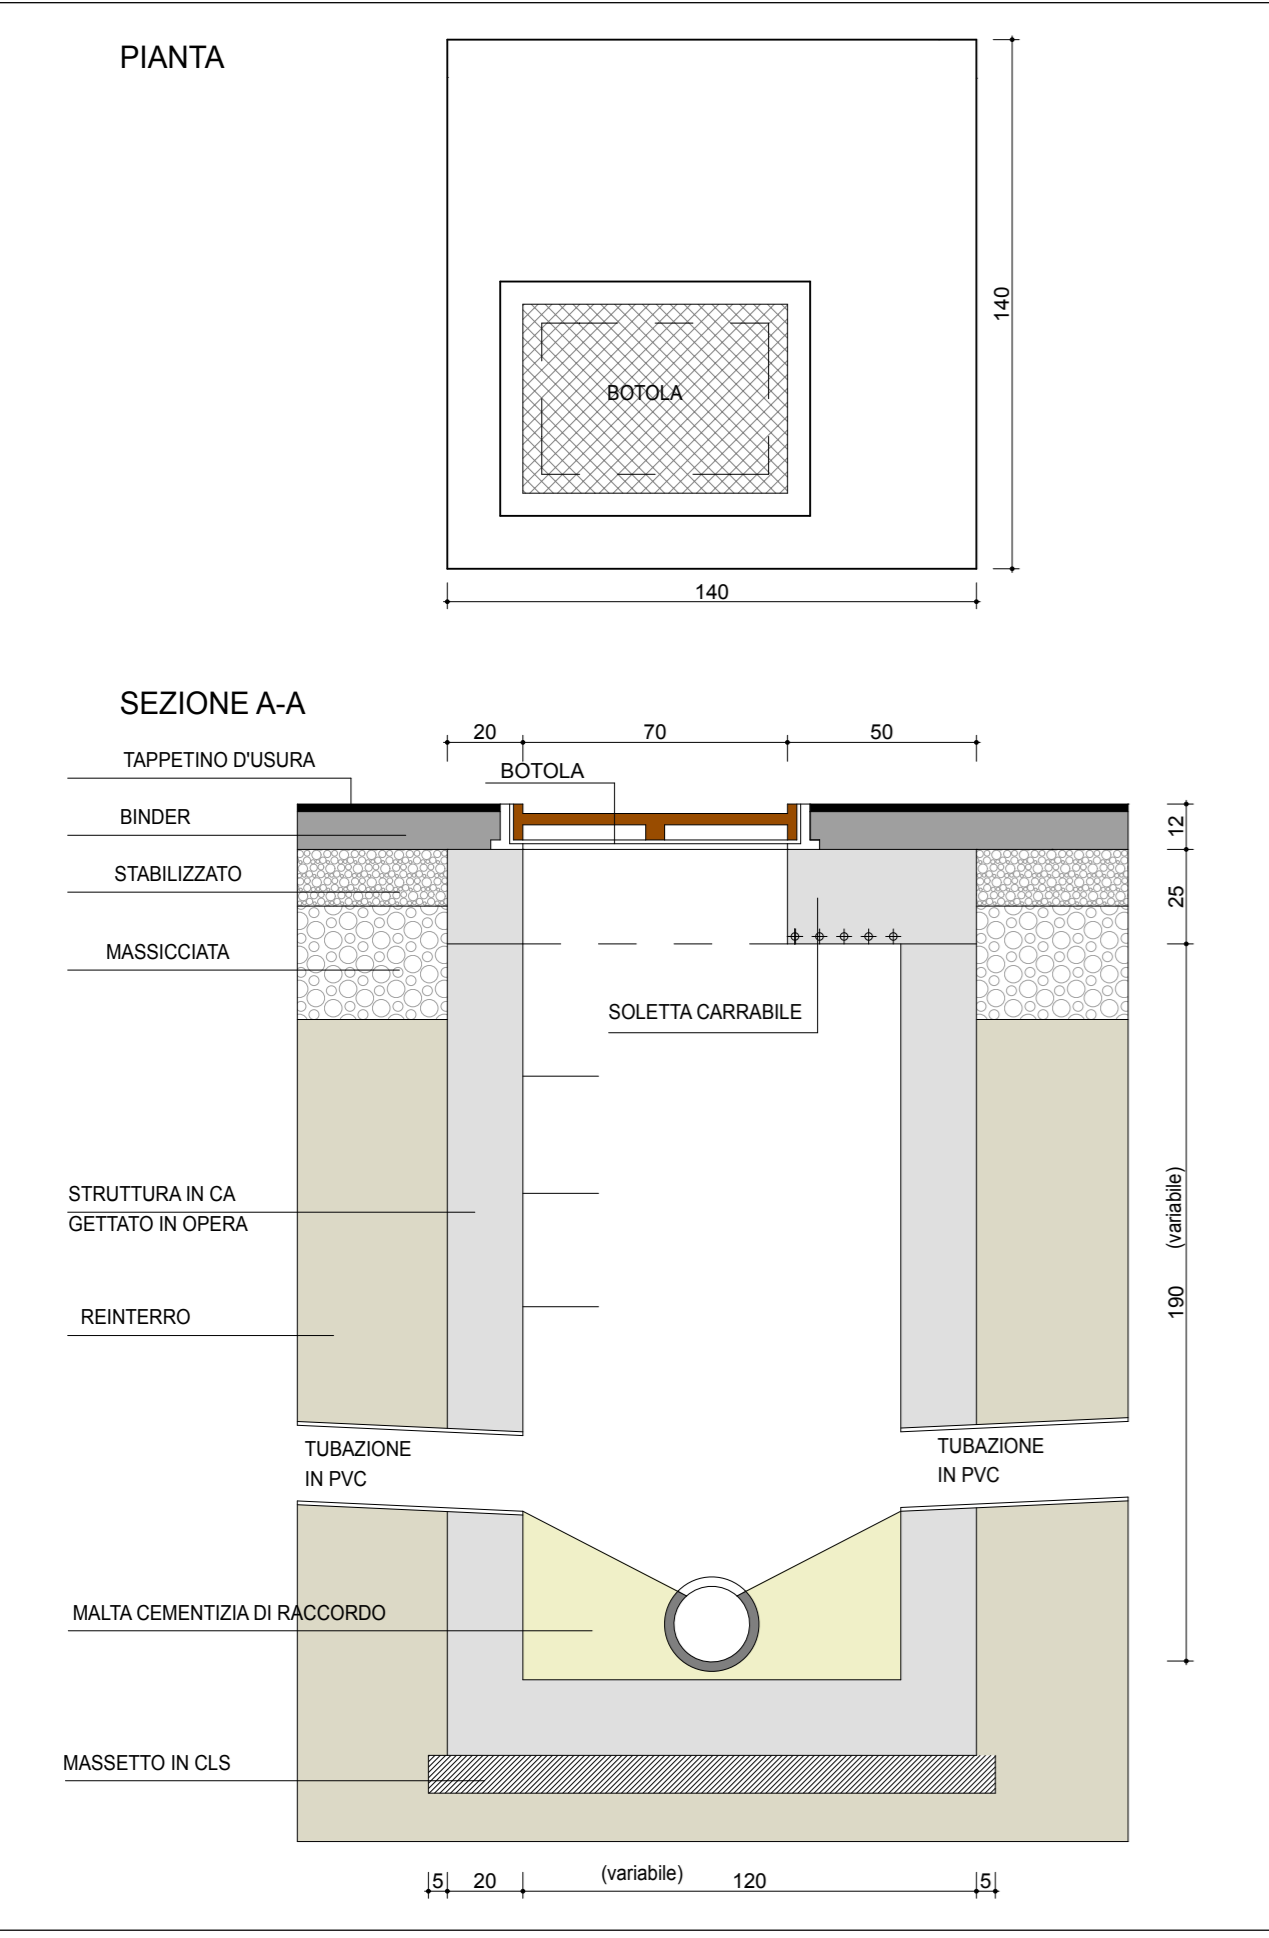 PIANTA
BOTOLA
140
140
SEZIONE A-A
20 70 50
TAPPETINO D'USURA
BOTOLA
BINDER
12
STABILIZZATO
25
MASSICCIATA
SOLETTA CARRABILE
STRUTTURA IN CA
GETTATO IN OPERA
190 (variabile)
REINTERRO
TUBAZIONE
IN PVC
TUBAZIONE
IN PVC
MALTA CEMENTIZIA DI RACCORDO
MASSETTO IN CLS
5 20 (variabile) 120 5